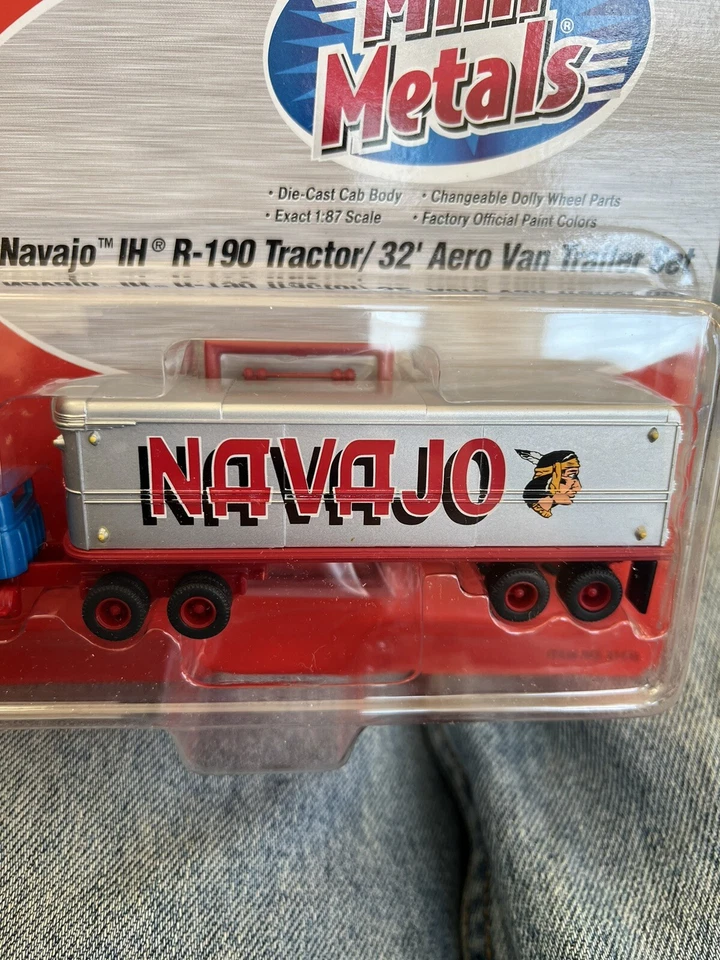 Mini
Metals®
• Die-Cast Cab Body • Changeable Dolly Wheel Parts
• Exact 1:87 Scale • Factory Official Paint Colors
Navajo™ IH® R-190 Tractor/ 32' Aero Van Trailer Set
NAVAJO